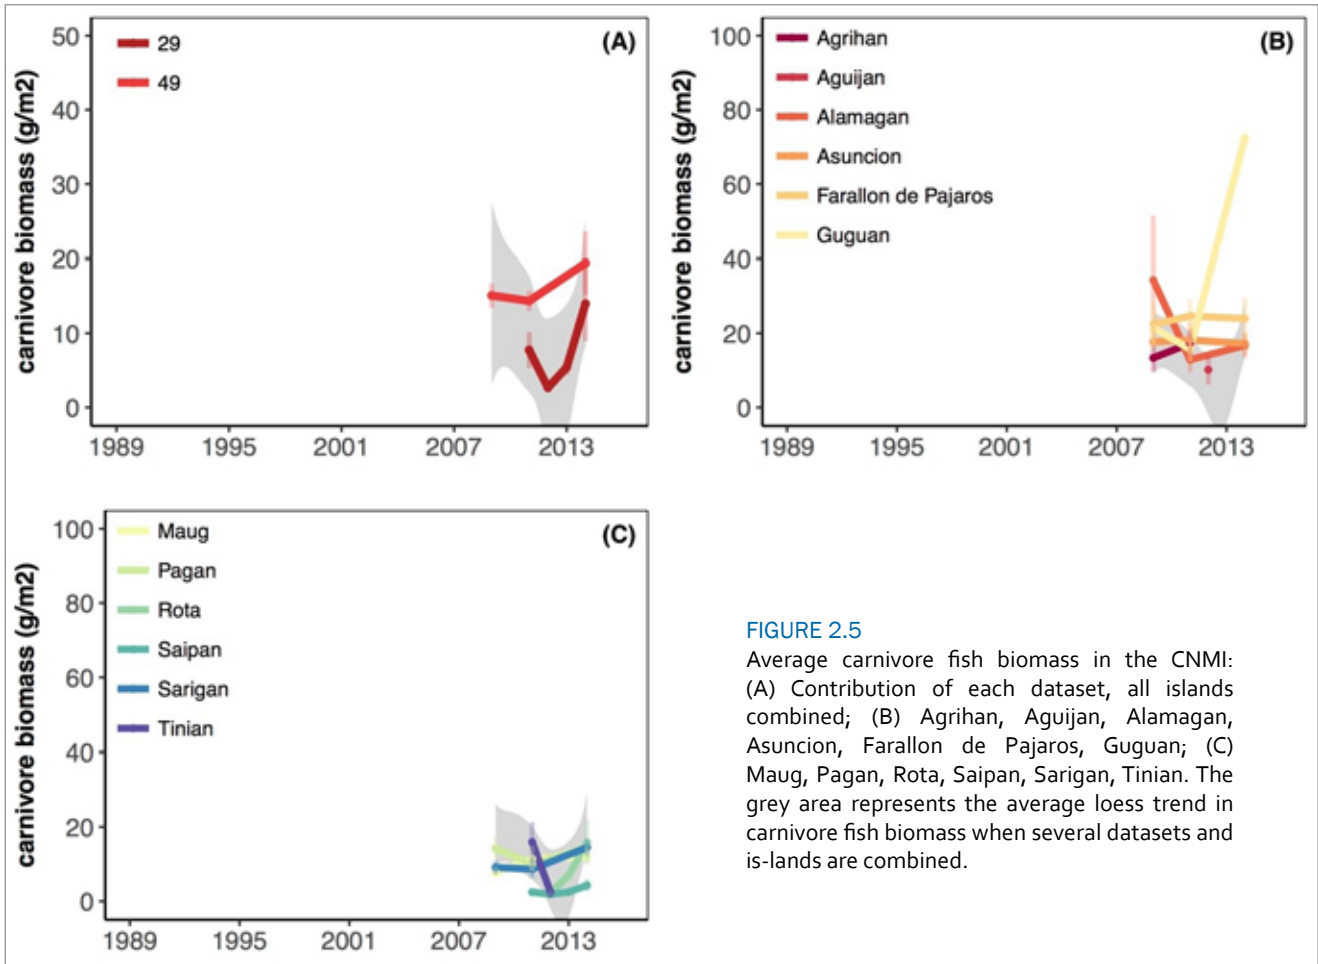 (A)
carnivore biomass (g/m2)
50
40
30
20
10
0
29
49
1989 1995 2001 2007 2013
(B)
carnivore biomass (g/m2)
100
80
60
40
20
0
Agrihan
Aguijan
Alamagan
Asuncion
Farallon de Pajaros
Guguan
1989 1995 2001 2007 2013
(C)
carnivore biomass (g/m2)
100
80
60
40
20
0
Maug
Pagan
Rota
Saipan
Sarigan
Tinian
1989 1995 2001 2007 2013
FIGURE 2.5
Average carnivore fish biomass in the CNMI:
(A) Contribution of each dataset, all islands
combined; (B) Agrihan, Aguijan, Alamagan,
Asuncion, Farallon de Pajaros, Guguan; (C)
Maug, Pagan, Rota, Saipan, Sarigan, Tinian. The
grey area represents the average loess trend in
carnivore fish biomass when several datasets and
is-lands are combined.